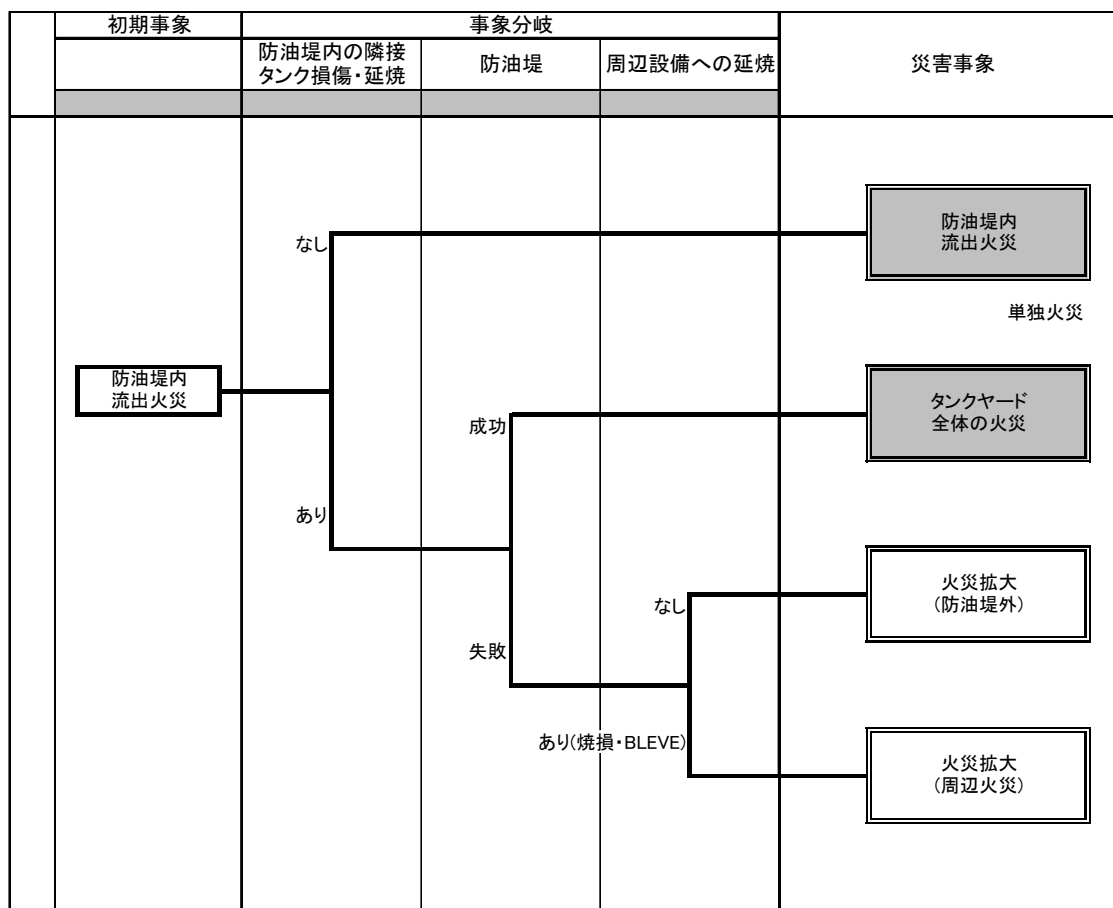 初期事象
事象分岐
災害事象
防油堤内の隣接
タンク損傷・延焼
防油堤
周辺設備への延焼
なし
防油堤内
流出火災
単独火災
防油堤内
流出火災
成功
タンクヤード
全体の火災
あり
なし
火災拡大
(防油堤外)
失敗
あり(焼損・BLEVE)
火災拡大
(周辺火災)